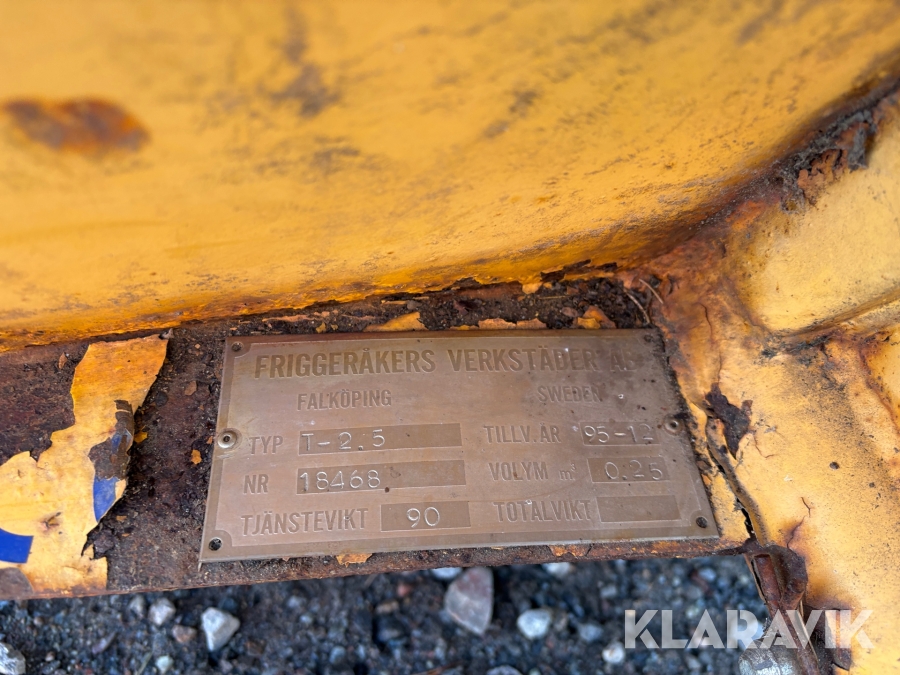 KLARAVIK
FRIGGERÅKERS VERKSTÄDER AB
FALKÖPING SWEDEN
TYP T-2.5 TILLV.ÅR 95-12
NR 18468 VOLYM m³ 0.25
TJÄNSTEVIKT 90 TOTALVIKT